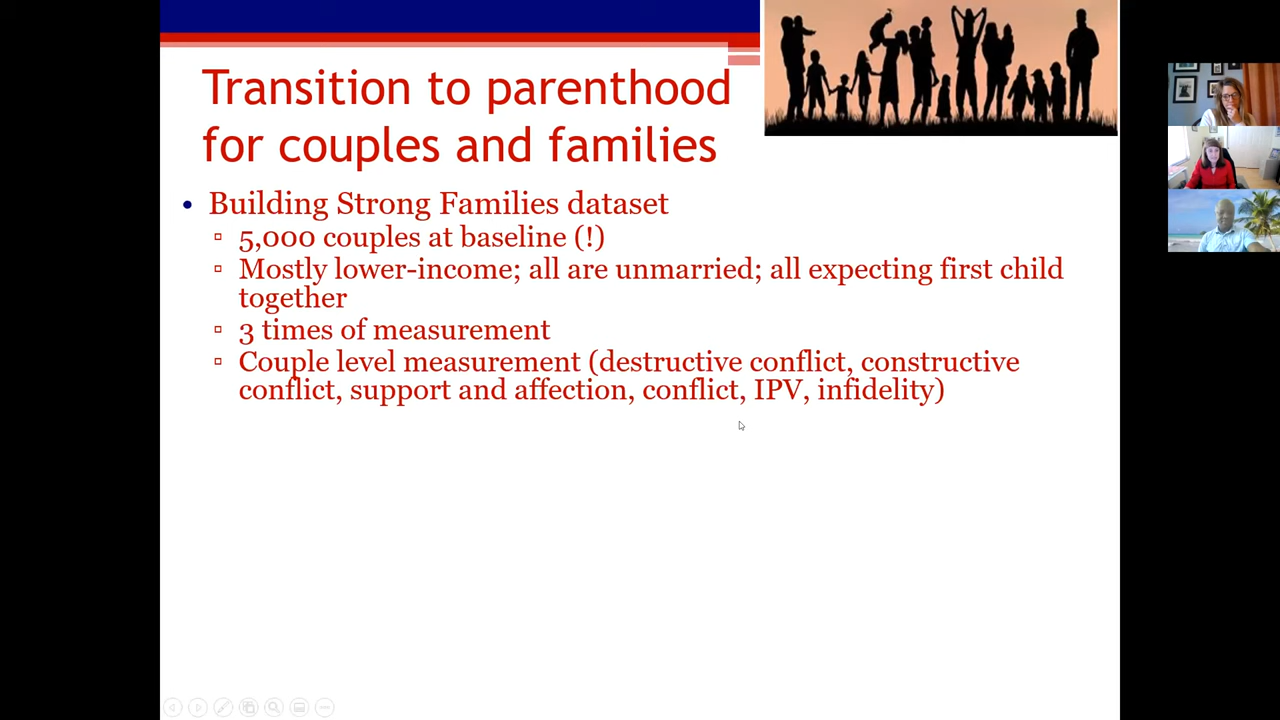 Transition to parenthood
for couples and families
• Building Strong Families dataset
▫ 5,000 couples at baseline (!)
▫ Mostly lower-income; all are unmarried; all expecting first child
together
▫ 3 times of measurement
▫ Couple level measurement (destructive conflict, constructive
conflict, support and affection, conflict, IPV, infidelity)